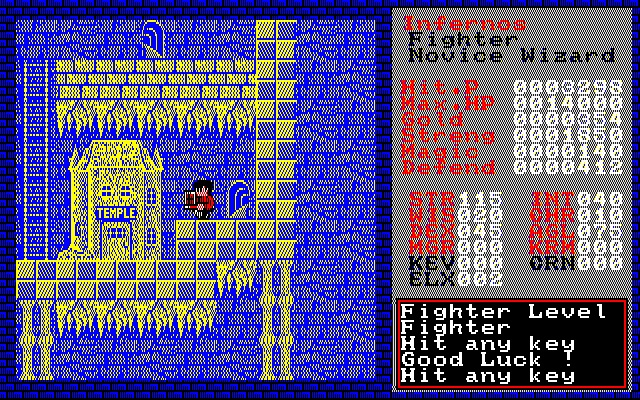 TEMPLE
Infernos
Fighter
Novice Wizard
Hit.P 0003298
Max.HP 0014000
Gold 0000354
Streng 0001850
Magic 0000140
Defend 0000412
STR115 INT040
WIS020 CHR010
DEX045 AGL075
MGR000 KRM000
KEY000 CRN000
ELX002
Fighter Level
Fighter
Hit any key
Good Luck !
Hit any key